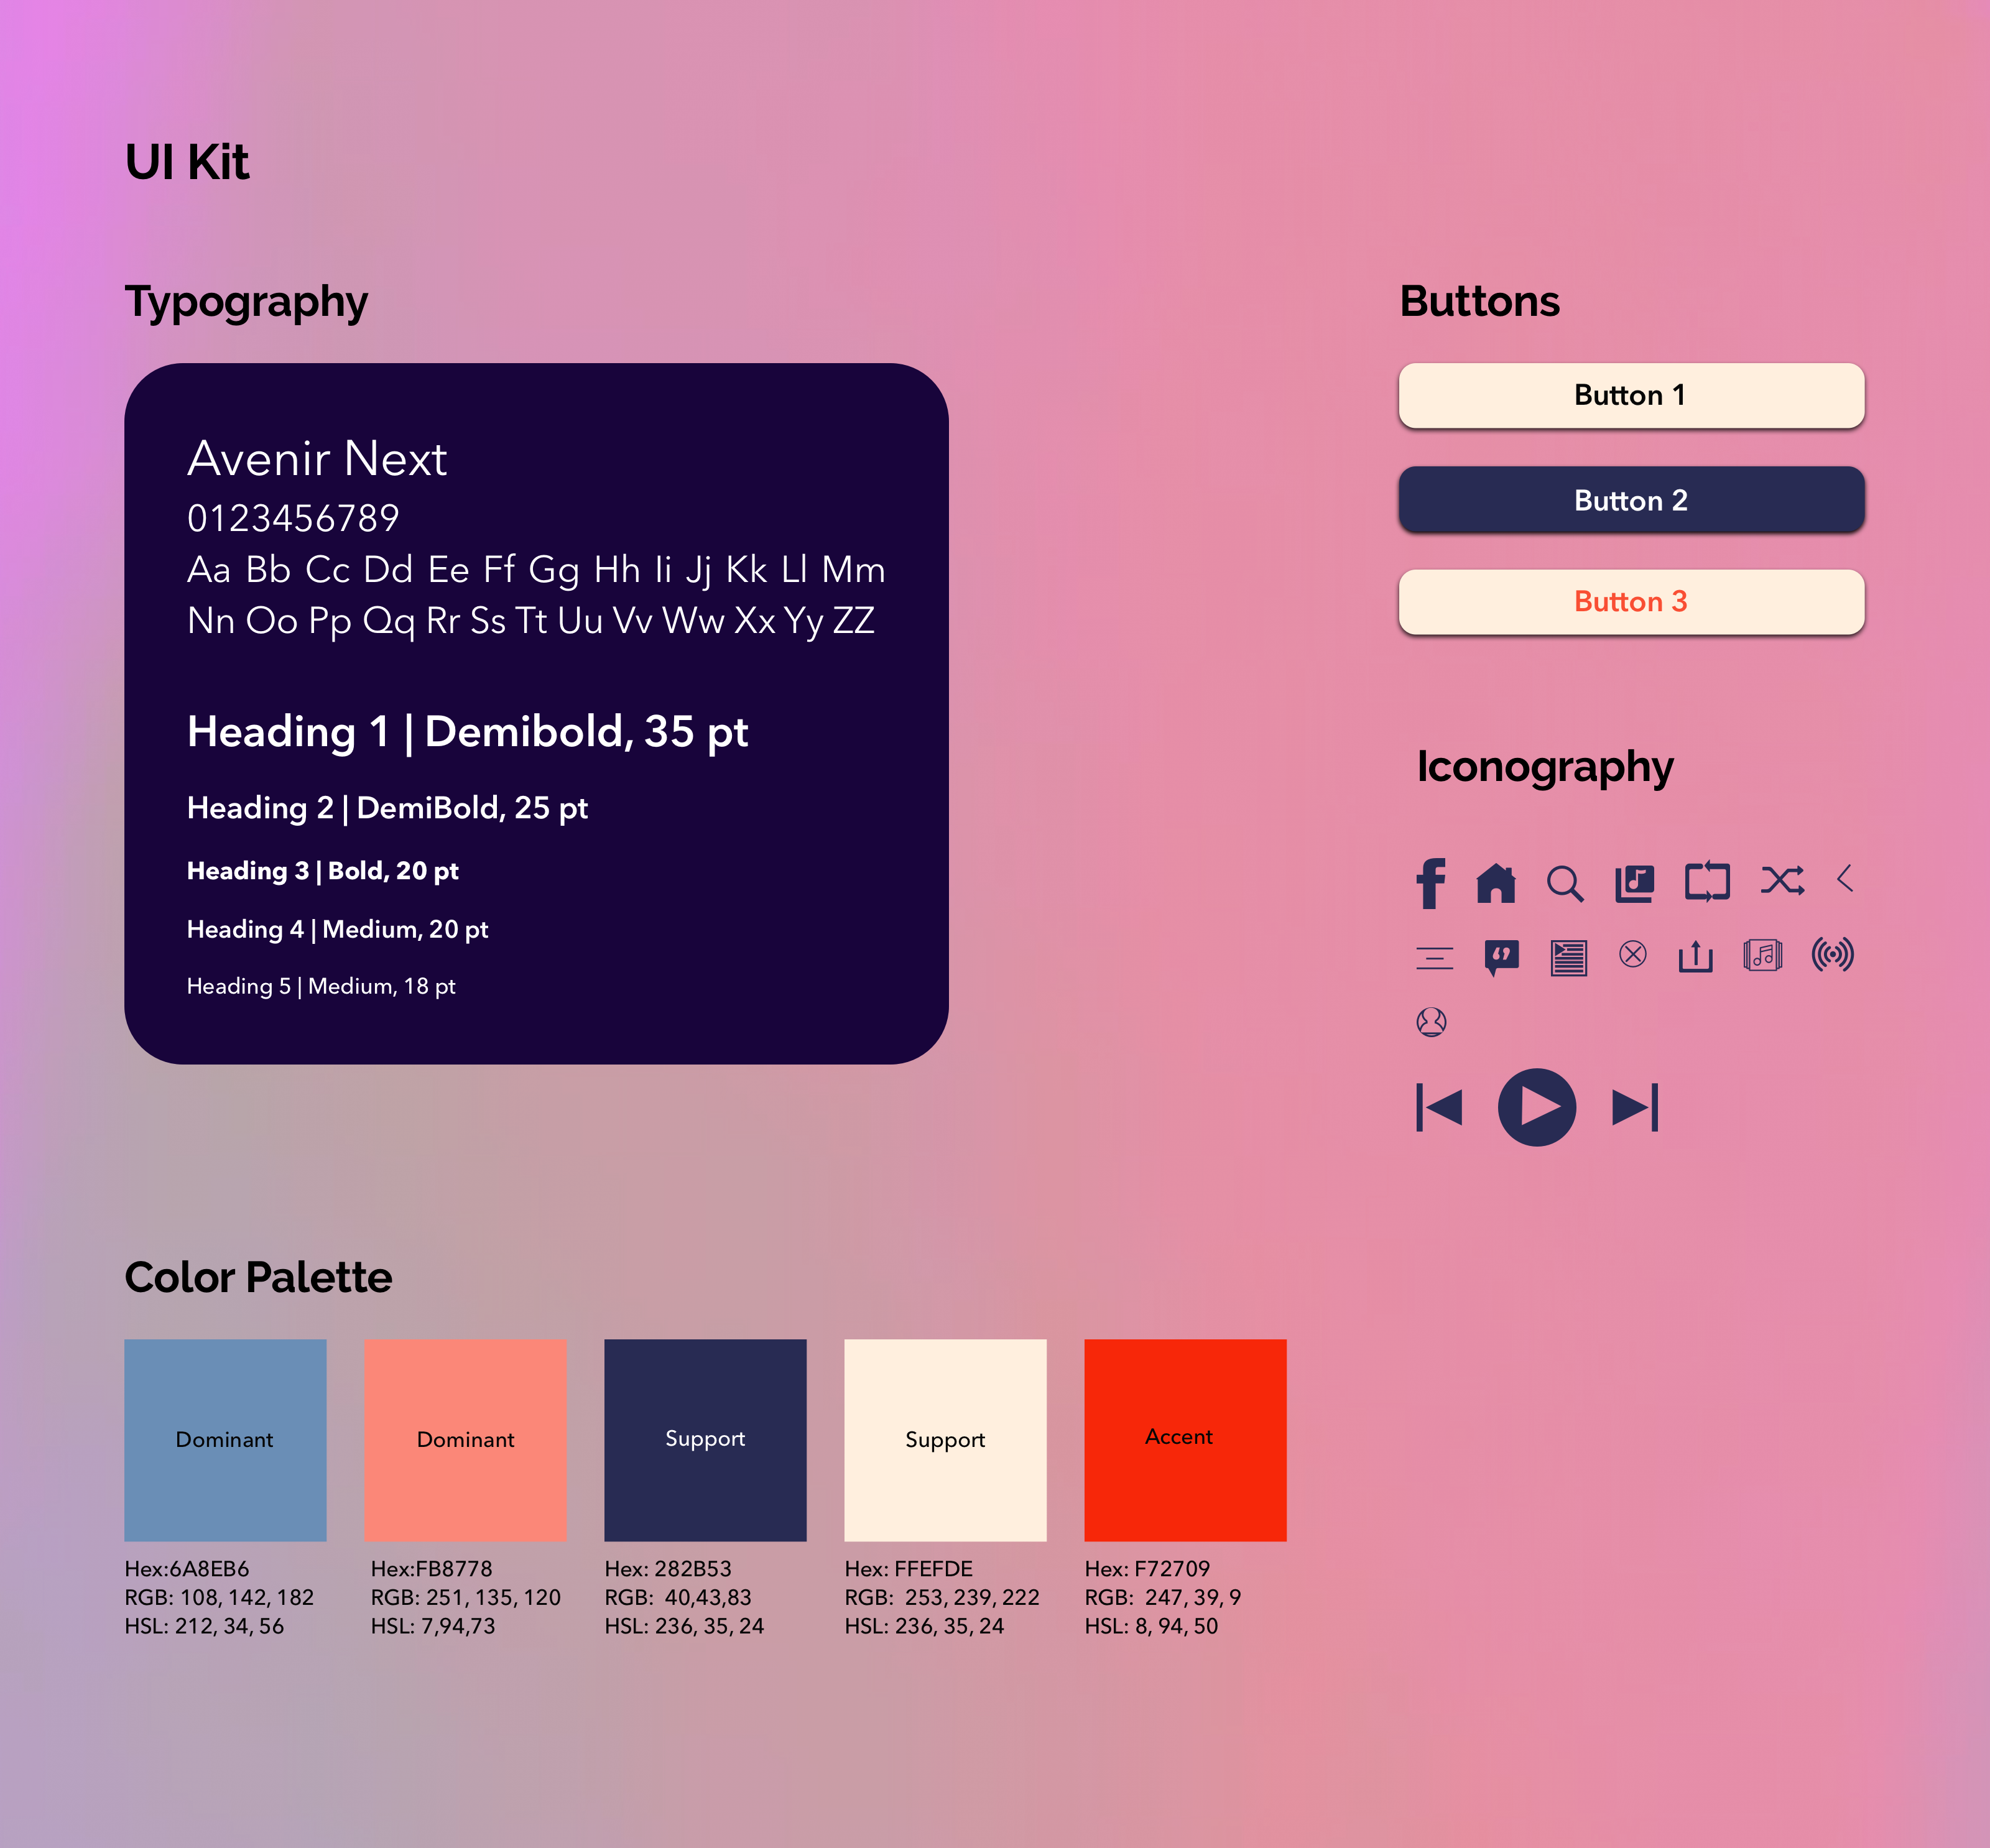 UI Kit
Typography
Avenir Next
0123456789
Aa Bb Cc Dd Ee Ff Gg Hh Ii Jj Kk Ll Mm
Nn Oo Pp Qq Rr Ss Tt Uu Vv Ww Xx Yy ZZ
Heading 1 | Demibold, 35 pt
Heading 2 | DemiBold, 25 pt
Heading 3 | Bold, 20 pt
Heading 4 | Medium, 20 pt
Heading 5 | Medium, 18 pt
Buttons
Button 1
Button 2
Button 3
Iconography
Color Palette
Dominant
Hex:6A8EB6
RGB: 108, 142, 182
HSL: 212, 34, 56
Dominant
Hex:FB8778
RGB: 251, 135, 120
HSL: 7,94,73
Support
Hex: 282B53
RGB: 40,43,83
HSL: 236, 35, 24
Support
Hex: FFEFDE
RGB: 253, 239, 222
HSL: 236, 35, 24
Accent
Hex: F72709
RGB: 247, 39, 9
HSL: 8, 94, 50